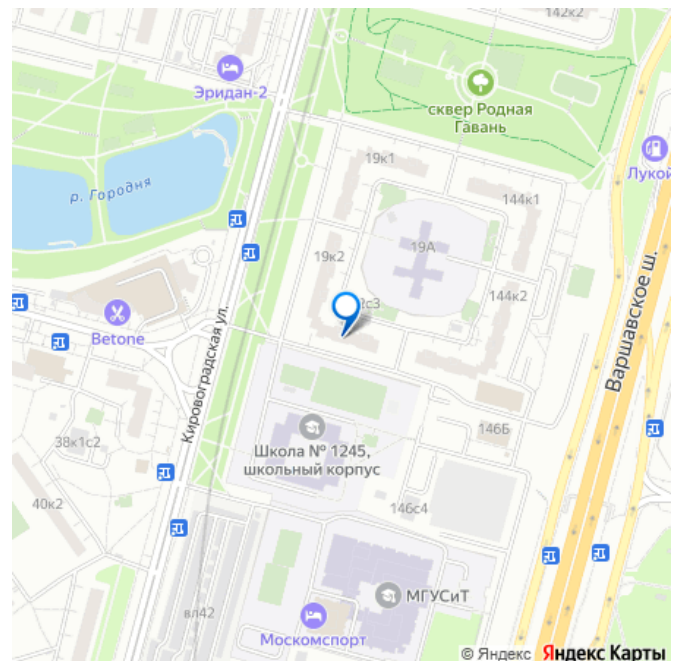 142к2
Эридан-2
сквер Родная
Гавань
Лукой
19к1
р. Городня
144к1
19А
19к2
2с3
144к2
Варшавское ш.
Betone
Кировоградская ул.
146Б
Школа № 1245,
школьный корпус
38к1с2
40к2
146с4
МГУСиТ
вл42
Москомспорт
© Яндекс Яндекс Карты